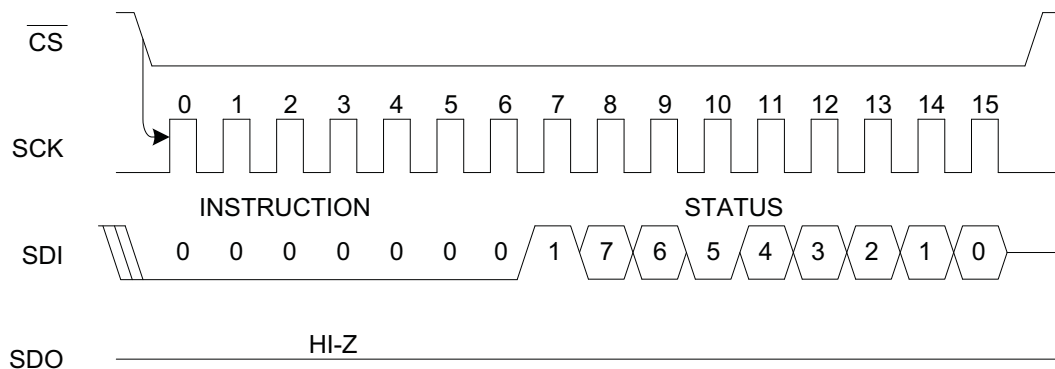 CS
0 1 2 3 4 5 6 7 8 9 10 11 12 13 14 15
SCK
INSTRUCTION STATUS
SDI 0 0 0 0 0 0 0 1 7 6 5 4 3 2 1 0
HI-Z
SDO